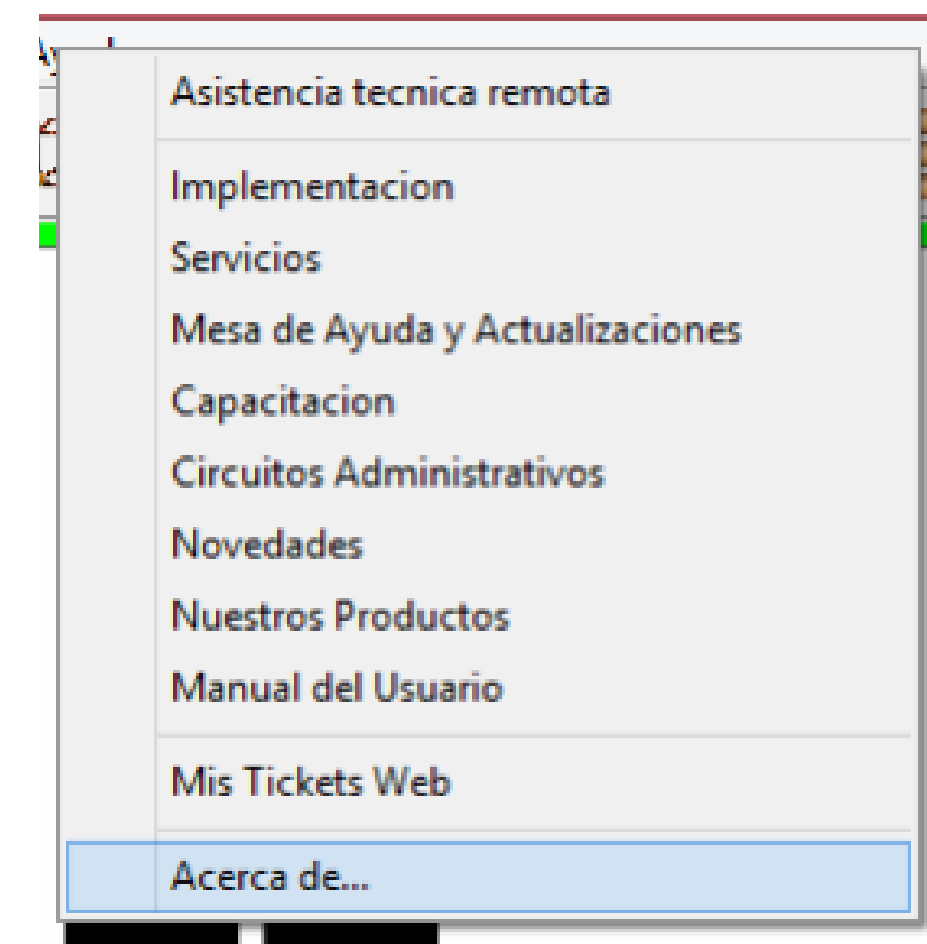 Asistencia tecnica remota
Implementacion
Servicios
Mesa de Ayuda y Actualizaciones
Capacitacion
Circuitos Administrativos
Novedades
Nuestros Productos
Manual del Usuario
Mis Tickets Web
Acerca de...